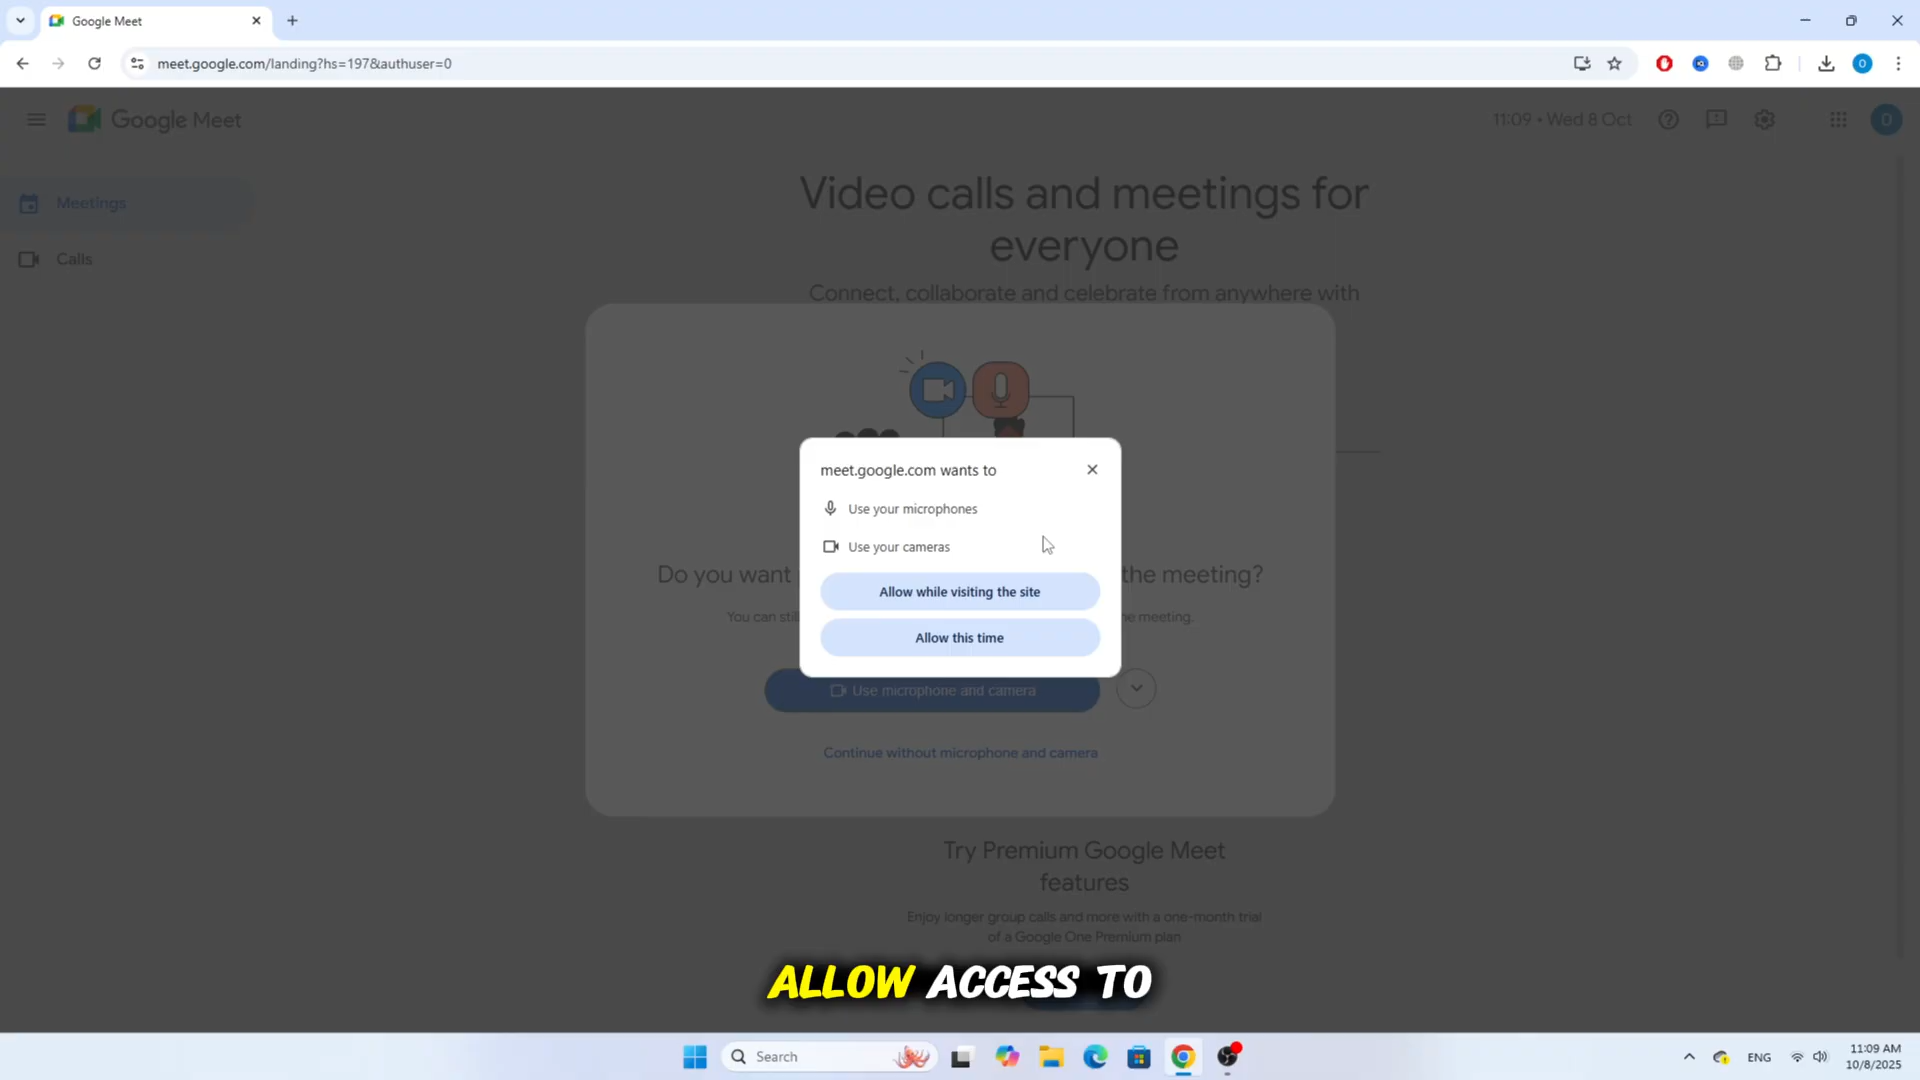 Google Meet
meet.google.com/landing?hs=197&authuser=0
O
Google Meet
11:09 • Wed 8 Oct
O
Meetings
Calls
Video calls and meetings for
everyone
Connect, collaborate and celebrate from anywhere with
meet.google.com wants to
Use your microphones
Use your cameras
Allow while visiting the site
Allow this time
Do you want
the meeting?
You can still
the meeting.
Use microphone and camera
Continue without microphone and camera
Try Premium Google Meet
features
Enjoy longer group calls and more with a one-month trial
of a Google One Premium plan
ALLOW ACCESS TO
Search
ENG
11:09 AM
10/8/2025